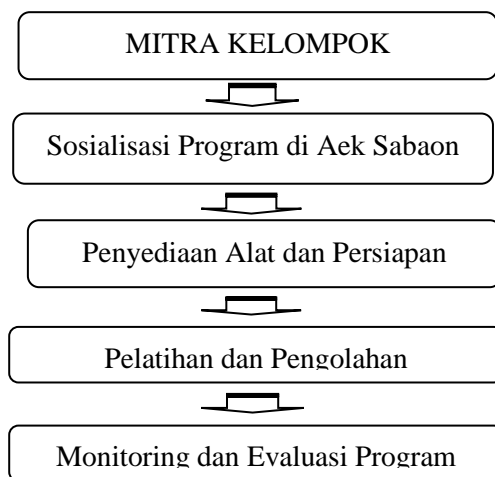 MITRA KELOMPOK
Sosialisasi Program di Aek Sabaon
Penyediaan Alat dan Persiapan
Pelatihan dan Pengolahan
Monitoring dan Evaluasi Program